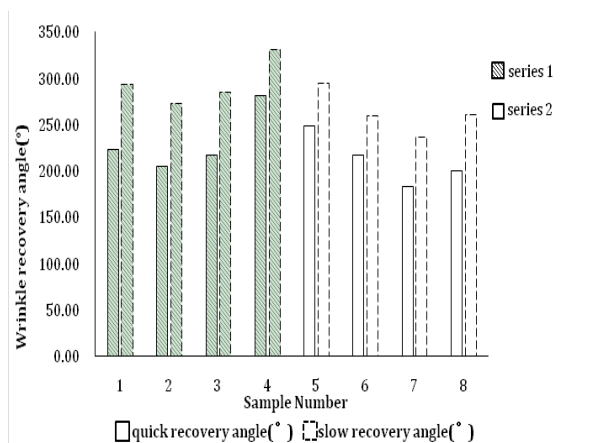 350.00
300.00
250.00
200.00
150.00
100.00
50.00
0.00
Wrinkle recovery angle(°)
series 1
series 2
1 2 3 4 5 6 7 8
Sample Number
quick recovery angle(°) slow recovery angle(°)